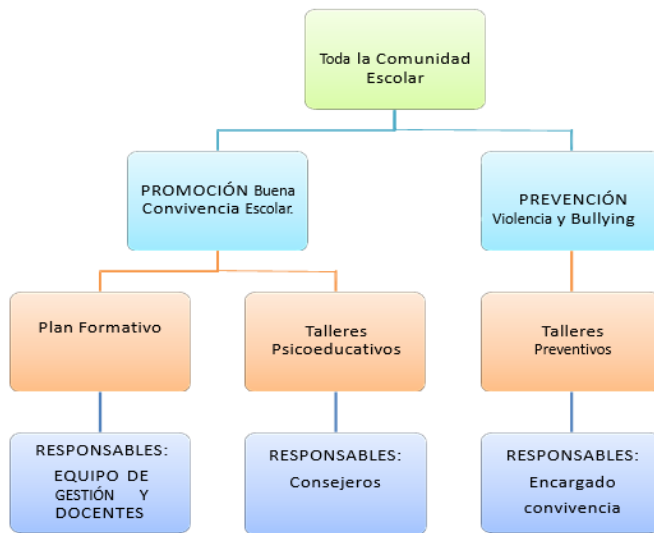 Toda la Comunidad
Escolar
PROMOCIÓN Buena
Convivencia Escolar.
PREVENCIÓN
Violencia y Bullying
Plan Formativo
Talleres
Psicoeducativos
Talleres
Preventivos
RESPONSABLES:
EQUIPO DE
GESTIÓN Y
DOCENTES
RESPONSABLES:
Consejeros
RESPONSABLES:
Encargado
convivencia